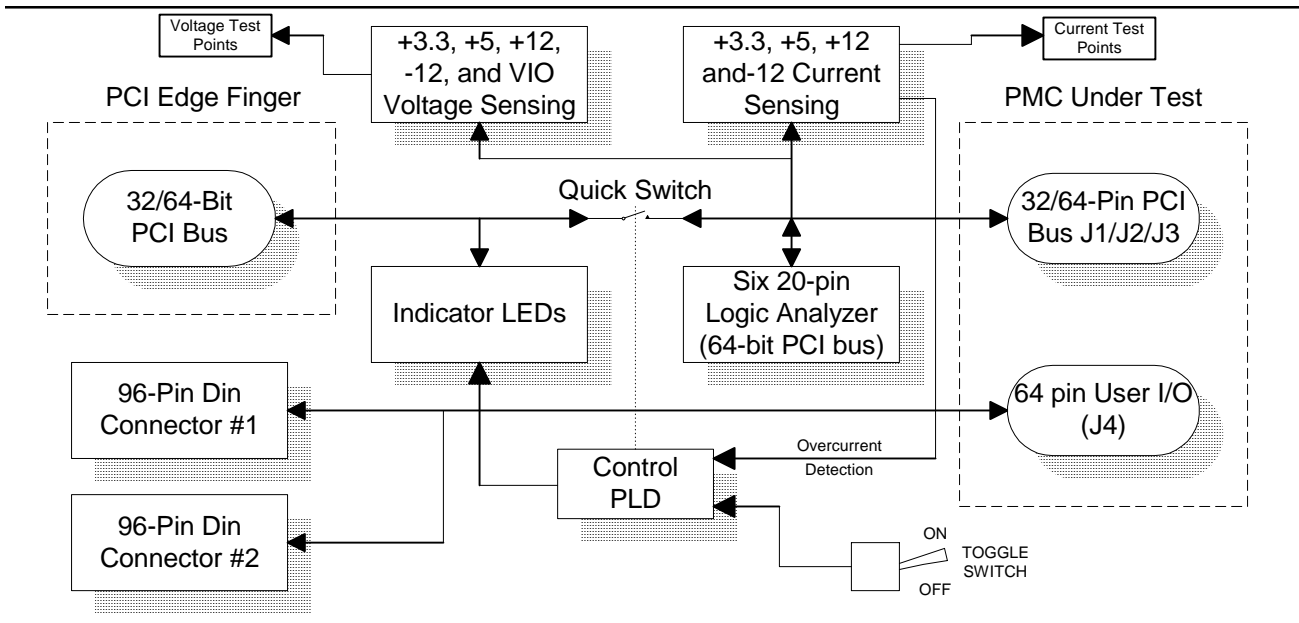 Voltage Test
Points
+3.3, +5, +12,
-12, and VIO
Voltage Sensing
+3.3, +5, +12
and-12 Current
Sensing
Current Test
Points
PCI Edge Finger
PMC Under Test
32/64-Bit
PCI Bus
Quick Switch
32/64-Pin PCI
Bus J1/J2/J3
Indicator LEDs
Six 20-pin
Logic Analyzer
(64-bit PCI bus)
96-Pin Din
Connector #1
64 pin User I/O
(J4)
Overcurrent
Detection
Control
PLD
96-Pin Din
Connector #2
ON
TOGGLE
SWITCH
OFF